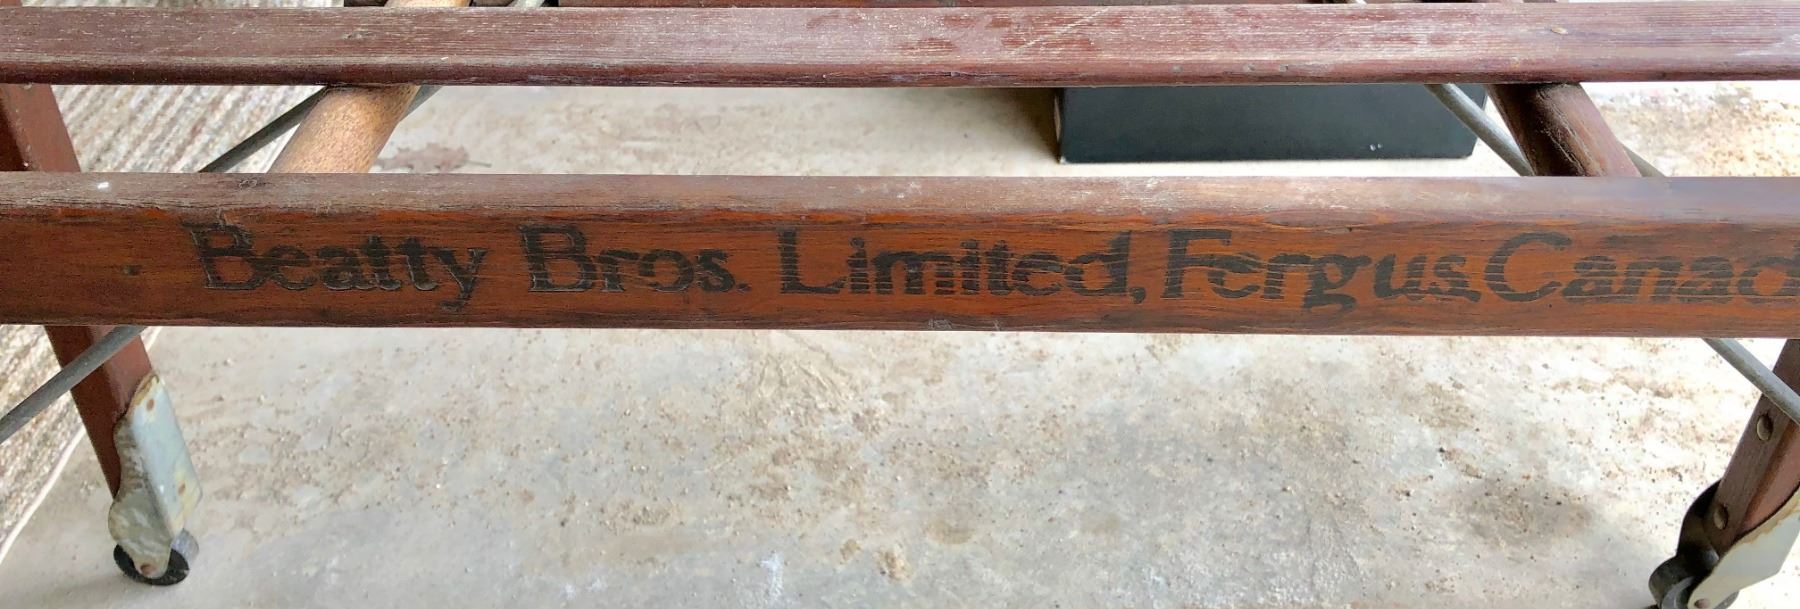 Beatty Bros. Limited, Fergus, Canad